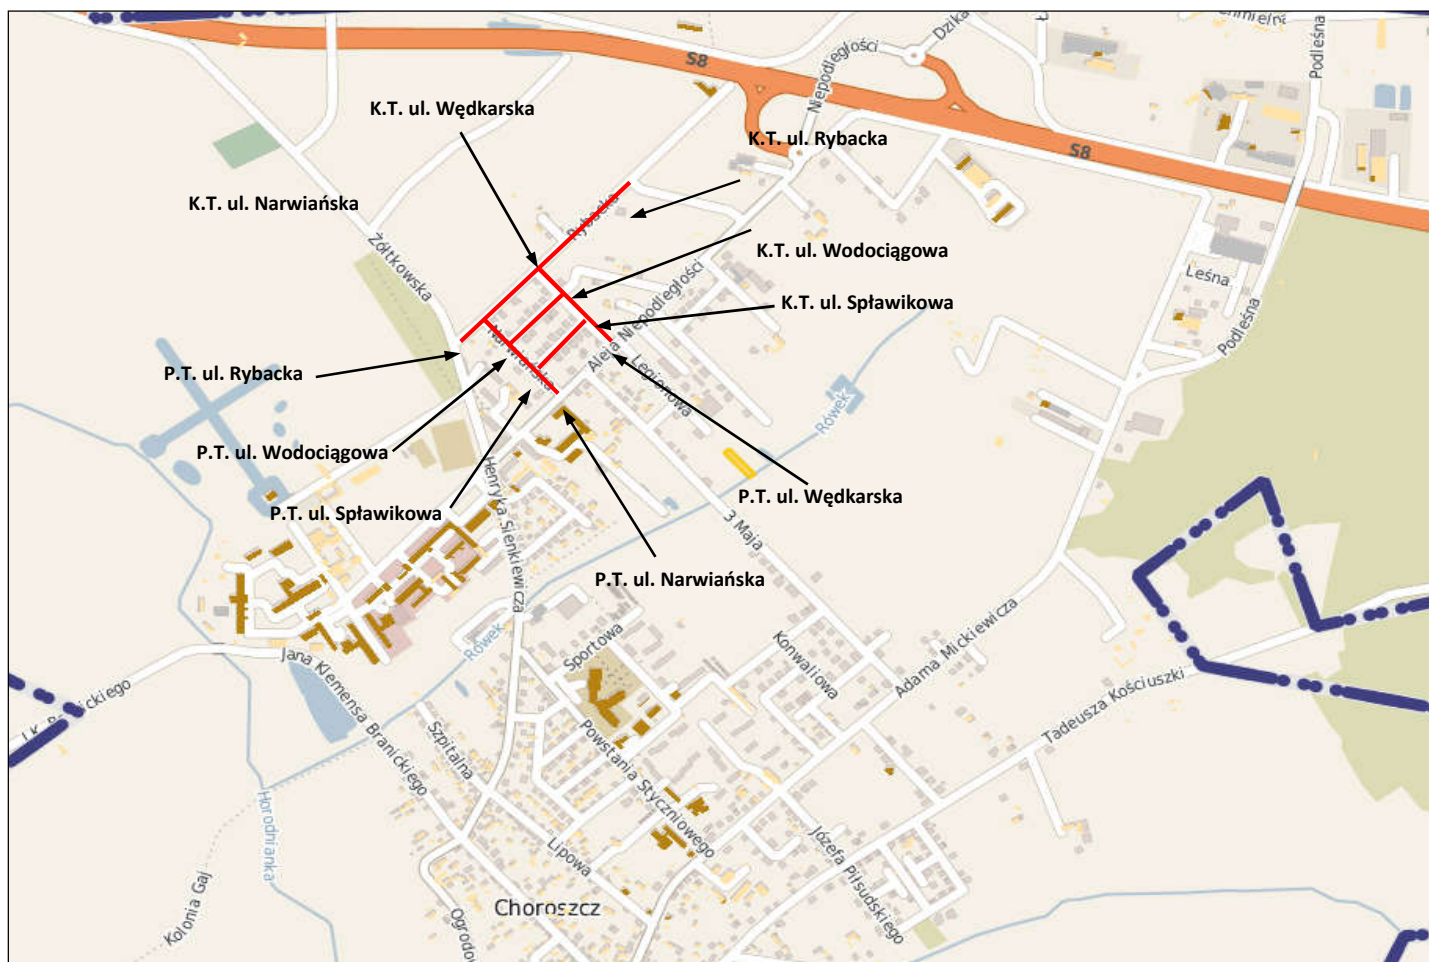 Chmielna
Dzika
Niepodległości
Podleśna
S8
K.T. ul. Wędkarska
K.T. ul. Rybacka
S8
K.T. ul. Narwiańska
Rybacka
Żółtkowska
K.T. ul. Wodociągowa
Leśna
K.T. ul. Spławikowa
Podleśna
Aleja Niepodległości
Narwiańska
Legionowa
P.T. ul. Rybacka
Rówek
P.T. ul. Wodociągowa
Henryka Sienkiewicza
P.T. ul. Wędkarska
P.T. ul. Spławikowa
3 Maja
P.T. ul. Narwiańska
Rówek
Sportowa
Konwaliowa
Adama Mickiewicza
Tadeusza Kościuszki
J.K.
Jana Klemensa Branickiego
Szpitalna
Powstania Styczniowego
Horodnianka
Lipowa
Józefa Piłsudskiego
Kolonia Gaj
Choroszcz
Ogrodo